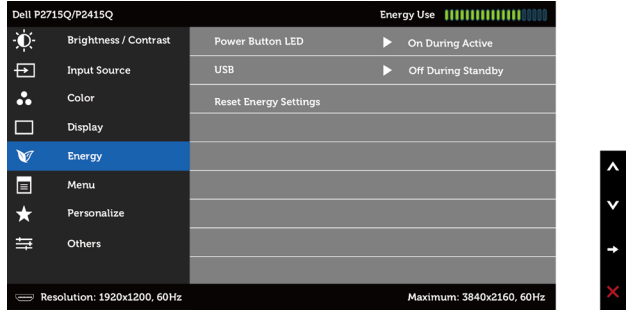 Dell P2715Q/P2415Q Energy Use
Brightness / Contrast Power Button LED On During Active
Input Source USB Off During Standby
Color Reset Energy Settings
Display
Energy
Menu
Personalize
Others
Resolution: 1920x1200, 60Hz Maximum: 3840x2160, 60Hz